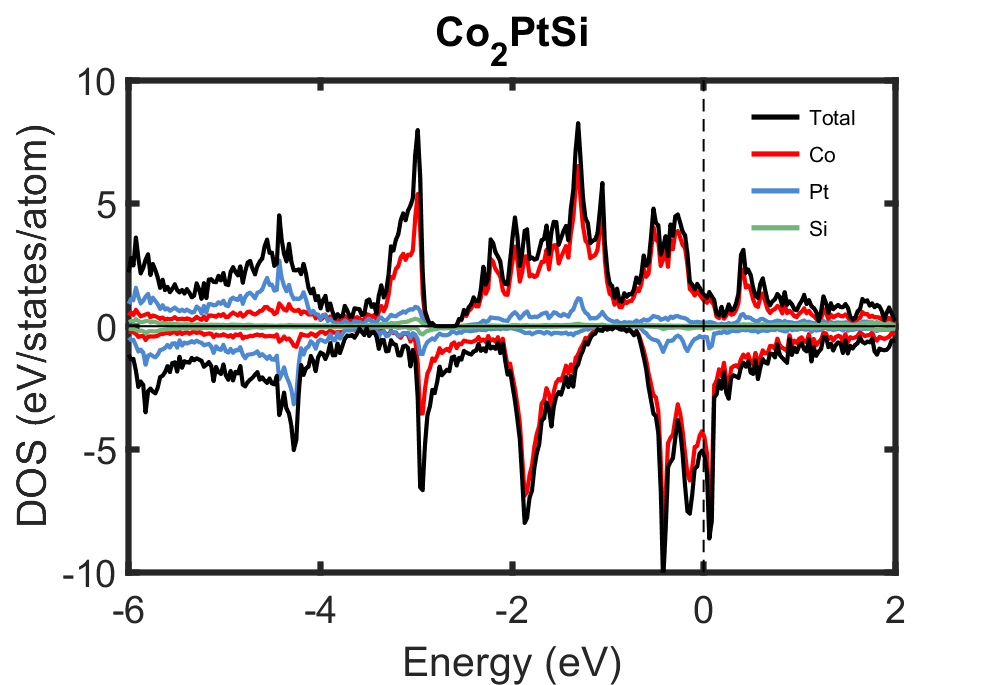 Co₂PtSi
DOS (eV/states/atom)
10
5
0
-5
-10
Total
Co
Pt
Si
-6 -4 -2 0 2
Energy (eV)